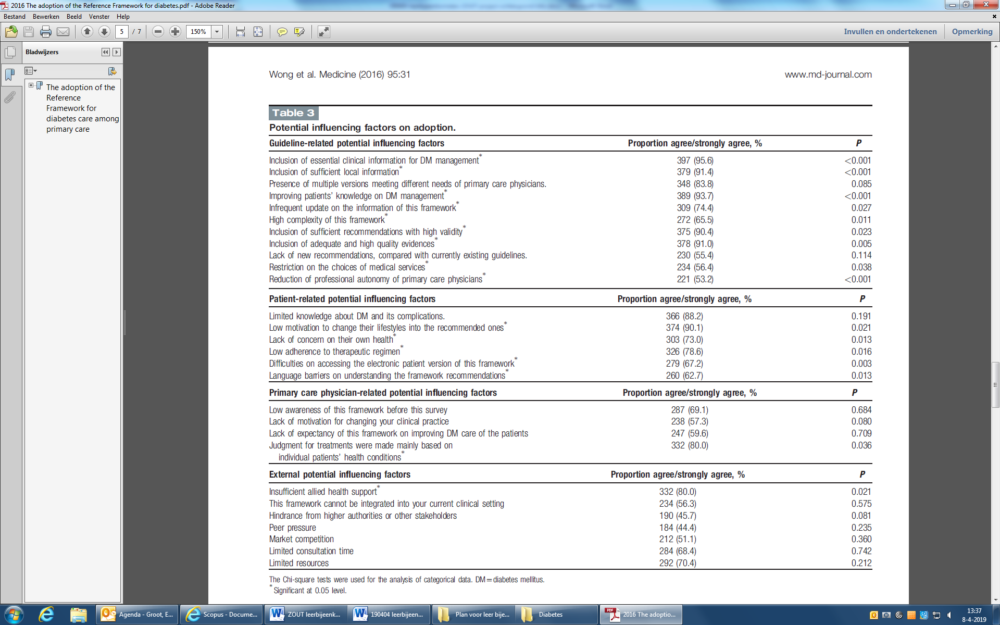 2016 The adoption of the Reference Framework for diabetes.pdf - Adobe Reader
Bestand Bewerken Beeld Venster Help
5 / 7 150% Invullen en ondertekenen Opmerking
Bladwijzers
The adoption of the
Reference
Framework for
diabetes care among
primary care
Wong et al. Medicine (2016) 95:31 www.md-journal.com
Table 3
Potential influencing factors on adoption.
Guideline-related potential influencing factors Proportion agree/strongly agree, % P
Inclusion of essential clinical information for DM management* 397 (95.6) <0.001
Inclusion of sufficient local information* 379 (91.4) <0.001
Presence of multiple versions meeting different needs of primary care physicians. 348 (83.8) 0.085
Improving patients' knowledge on DM management* 389 (93.7) <0.001
Infrequent update on the information of this framework* 309 (74.4) 0.027
High complexity of this framework* 272 (65.5) 0.011
Inclusion of sufficient recommendations with high validity* 375 (90.4) 0.023
Inclusion of adequate and high quality evidences* 378 (91.0) 0.005
Lack of new recommendations, compared with currently existing guidelines. 230 (55.4) 0.114
Restriction on the choices of medical services* 234 (56.4) 0.038
Reduction of professional autonomy of primary care physicians* 221 (53.2) <0.001
Patient-related potential influencing factors Proportion agree/strongly agree, % P
Limited knowledge about DM and its complications. 366 (88.2) 0.191
Low motivation to change their lifestyles into the recommended ones* 374 (90.1) 0.021
Lack of concern on their own health* 303 (73.0) 0.013
Low adherence to therapeutic regimen* 326 (78.6) 0.016
Difficulties on accessing the electronic patient version of this framework* 279 (67.2) 0.003
Language barriers on understanding the framework recommendations* 260 (62.7) 0.013
Primary care physician-related potential influencing factors Proportion agree/strongly agree, % P
Low awareness of this framework before this survey 287 (69.1) 0.684
Lack of motivation for changing your clinical practice 238 (57.3) 0.080
Lack of expectancy of this framework on improving DM care of the patients 247 (59.6) 0.709
Judgment for treatments were made mainly based on 332 (80.0) 0.036
individual patients' health conditions*
External potential influencing factors Proportion agree/strongly agree, % P
Insufficient allied health support* 332 (80.0) 0.021
This framework cannot be integrated into your current clinical setting 234 (56.3) 0.575
Hindrance from higher authorities or other stakeholders 190 (45.7) 0.081
Peer pressure 184 (44.4) 0.235
Market competition 212 (51.1) 0.360
Limited consultation time 284 (68.4) 0.742
Limited resources 292 (70.4) 0.212
The Chi-square tests were used for the analysis of categorical data. DM = diabetes mellitus.
* Significant at 0.05 level.
Agenda - Groot, E... Scopus - Docume... ZOUT leerbijeenk... 190404 leerbijeen... Plan voor leer bije... Diabetes 2016 The adoptio... 13:37
8-4-2019